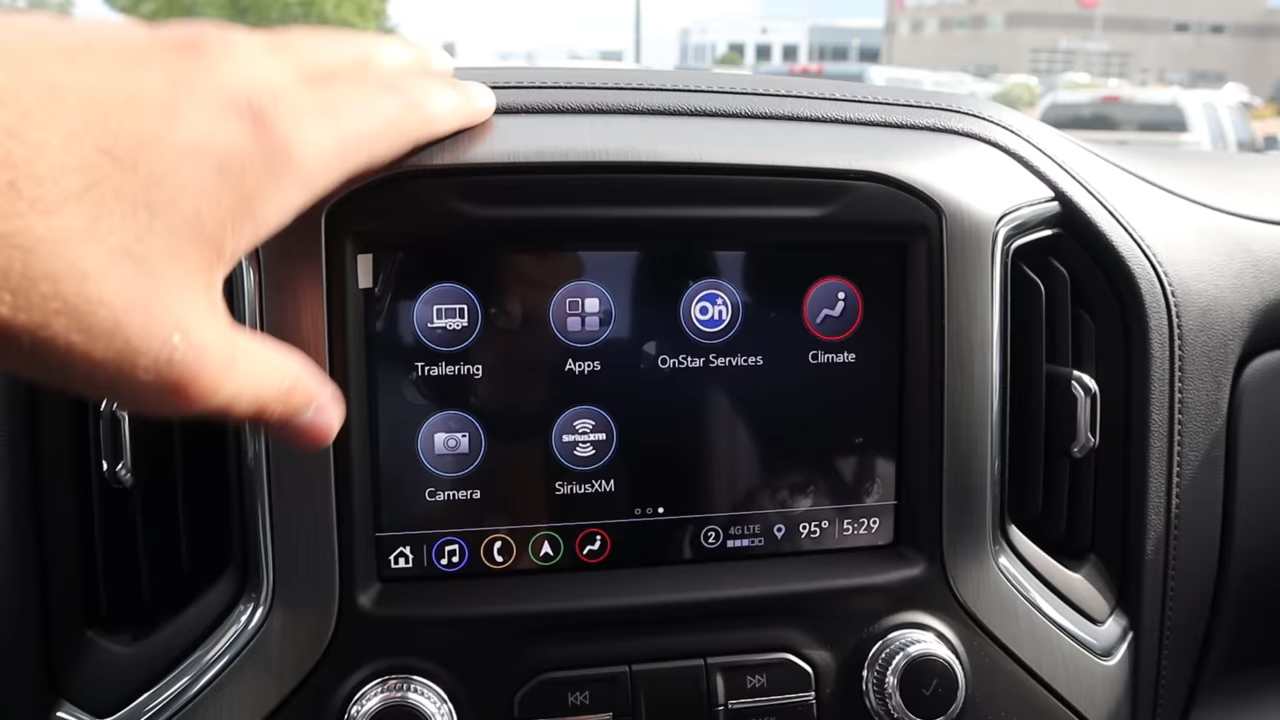 Trailering
Apps
On
OnStar Services
Climate
Camera
SiriusXM
SiriusXM
2
4G LTE
95° 5:29